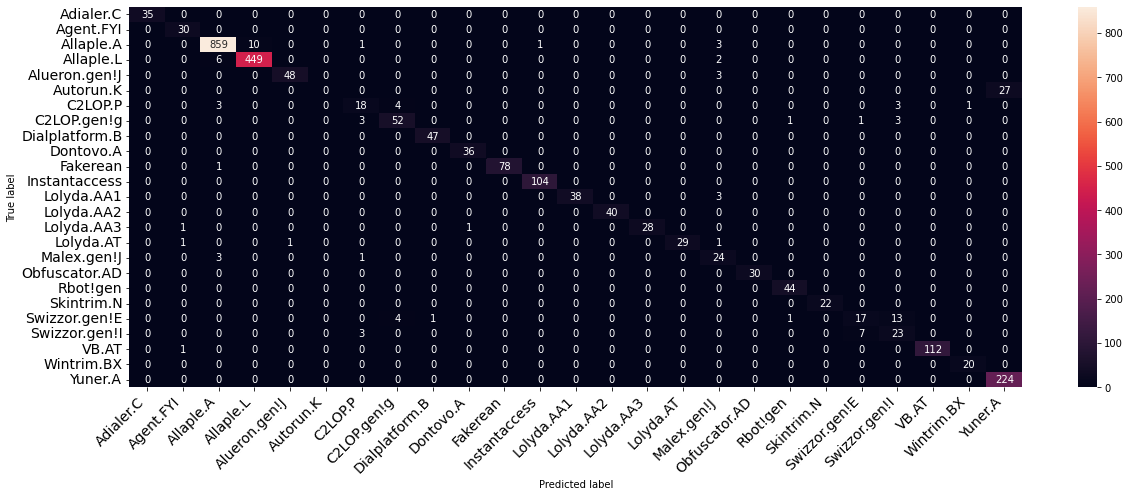 Adialer.C 35 0 0 0 0 0 0 0 0 0 0 0 0 0 0 0 0 0 0 0 0 0 0 0 0
Agent.FYI 0 30 0 0 0 0 0 0 0 0 0 0 0 0 0 0 0 0 0 0 0 0 0 0 0
Allaple.A 0 0 859 10 0 0 1 0 0 0 0 1 0 0 0 0 3 0 0 0 0 0 0 0 0
Allaple.L 0 0 6 449 0 0 0 0 0 0 0 0 0 0 0 0 2 0 0 0 0 0 0 0 0
Alueron.gen!J 0 0 0 0 48 0 0 0 0 0 0 0 0 0 0 0 3 0 0 0 0 0 0 0 0
Autorun.K 0 0 0 0 0 0 0 0 0 0 0 0 0 0 0 0 0 0 0 0 0 0 0 0 27
C2LOP.P 0 0 3 0 0 0 18 4 0 0 0 0 0 0 0 0 0 0 0 0 0 3 0 1 0
C2LOP.gen!g 0 0 0 0 0 0 3 52 0 0 0 0 0 0 0 0 0 0 1 0 1 3 0 0 0
Dialplatform.B 0 0 0 0 0 0 0 0 47 0 0 0 0 0 0 0 0 0 0 0 0 0 0 0 0
Dontovo.A 0 0 0 0 0 0 0 0 0 36 0 0 0 0 0 0 0 0 0 0 0 0 0 0 0
Fakerean 0 0 1 0 0 0 0 0 0 0 78 0 0 0 0 0 0 0 0 0 0 0 0 0 0
Instantaccess 0 0 0 0 0 0 0 0 0 0 0 104 0 0 0 0 0 0 0 0 0 0 0 0 0
Lolyda.AA1 0 0 0 0 0 0 0 0 0 0 0 0 38 0 0 0 3 0 0 0 0 0 0 0 0
Lolyda.AA2 0 0 0 0 0 0 0 0 0 0 0 0 0 40 0 0 0 0 0 0 0 0 0 0 0
Lolyda.AA3 0 1 0 0 0 0 0 0 0 1 0 0 0 0 28 0 0 0 0 0 0 0 0 0 0
Lolyda.AT 0 1 0 0 1 0 0 0 0 0 0 0 0 0 0 29 1 0 0 0 0 0 0 0 0
Malex.gen!J 0 0 3 0 0 0 1 0 0 0 0 0 0 0 0 0 24 0 0 0 0 0 0 0 0
Obfuscator.AD 0 0 0 0 0 0 0 0 0 0 0 0 0 0 0 0 0 30 0 0 0 0 0 0 0
Rbot!gen 0 0 0 0 0 0 0 0 0 0 0 0 0 0 0 0 0 0 44 0 0 0 0 0 0
Skintrim.N 0 0 0 0 0 0 0 0 0 0 0 0 0 0 0 0 0 0 0 22 0 0 0 0 0
Swizzor.gen!E 0 0 0 0 0 0 0 4 1 0 0 0 0 0 0 0 0 0 1 0 17 13 0 0 0
Swizzor.gen!I 0 0 0 0 0 0 3 0 0 0 0 0 0 0 0 0 0 0 0 0 7 23 0 0 0
VB.AT 0 1 0 0 0 0 0 0 0 0 0 0 0 0 0 0 0 0 0 0 0 0 112 0 0
Wintrim.BX 0 0 0 0 0 0 0 0 0 0 0 0 0 0 0 0 0 0 0 0 0 0 0 20 0
Yuner.A 0 0 0 0 0 0 0 0 0 0 0 0 0 0 0 0 0 0 0 0 0 0 0 0 224
True label
Adialer.C
Agent.FYI
Allaple.A
Allaple.L
Alueron.gen!J
Autorun.K
C2LOP.P
C2LOP.gen!g
Dialplatform.B
Dontovo.A
Fakerean
Instantaccess
Lolyda.AA1
Lolyda.AA2
Lolyda.AA3
Lolyda.AT
Malex.gen!J
Obfuscator.AD
Rbot!gen
Skintrim.N
Swizzor.gen!E
Swizzor.gen!I
VB.AT
Wintrim.BX
Yuner.A
Predicted label
800
700
600
500
400
300
200
100
0